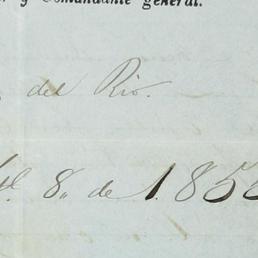 y Comandante general.
del Rio.
8,, de 1.85